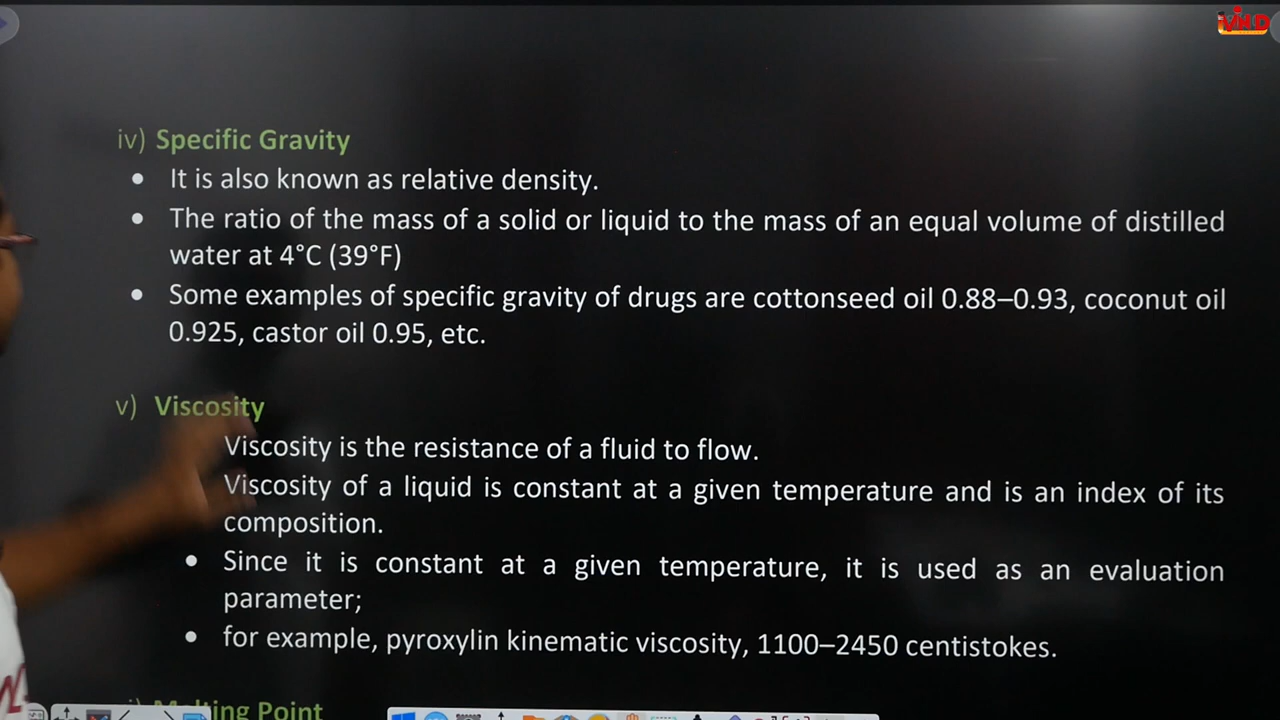 iv) Specific Gravity
• It is also known as relative density.
• The ratio of the mass of a solid or liquid to the mass of an equal volume of distilled
water at 4°C (39°F)
• Some examples of specific gravity of drugs are cottonseed oil 0.88–0.93, coconut oil
0.925, castor oil 0.95, etc.
v) Viscosity
Viscosity is the resistance of a fluid to flow.
Viscosity of a liquid is constant at a given temperature and is an index of its
composition.
• Since it is constant at a given temperature, it is used as an evaluation
parameter;
• for example, pyroxylin kinematic viscosity, 1100–2450 centistokes.
Melting Point